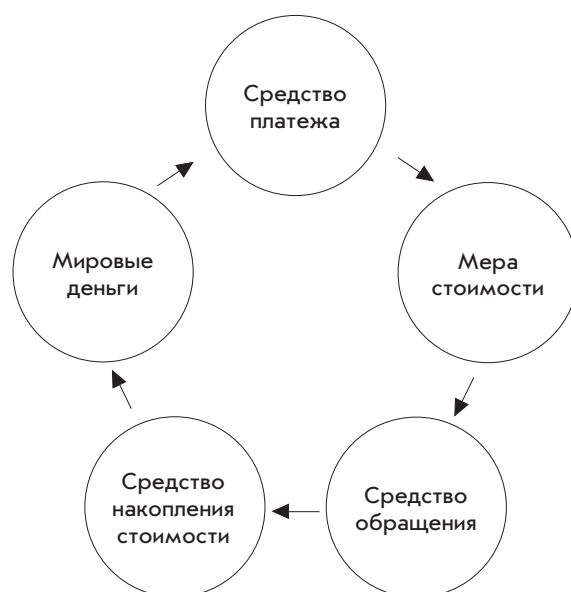 Средство
платежа
Мера
стоимости
Средство
обращения
Средство
накопления
стоимости
Мировые
деньги